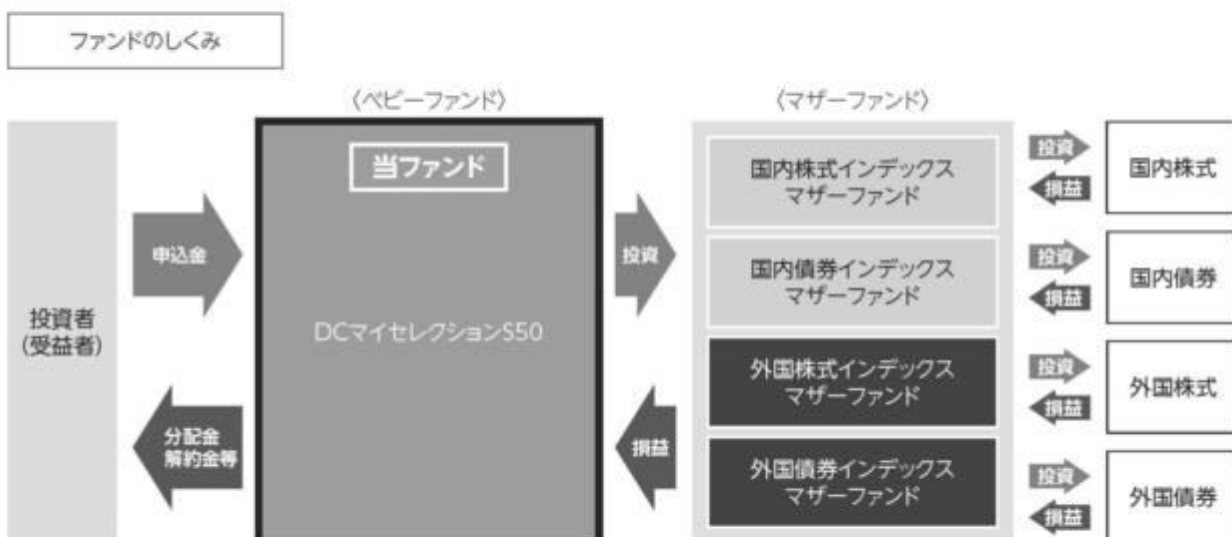 ファンドのしくみ
〈ベビーファンド〉
〈マザーファンド〉
投資者
(受益者)
申込金
分配金
解約金等
当ファンド
DCマイセレクションS50
投資
損益
国内株式インデックス
マザーファンド
国内債券インデックス
マザーファンド
外国株式インデックス
マザーファンド
外国債券インデックス
マザーファンド
投資
損益
国内株式
投資
損益
国内債券
投資
損益
外国株式
投資
損益
外国債券